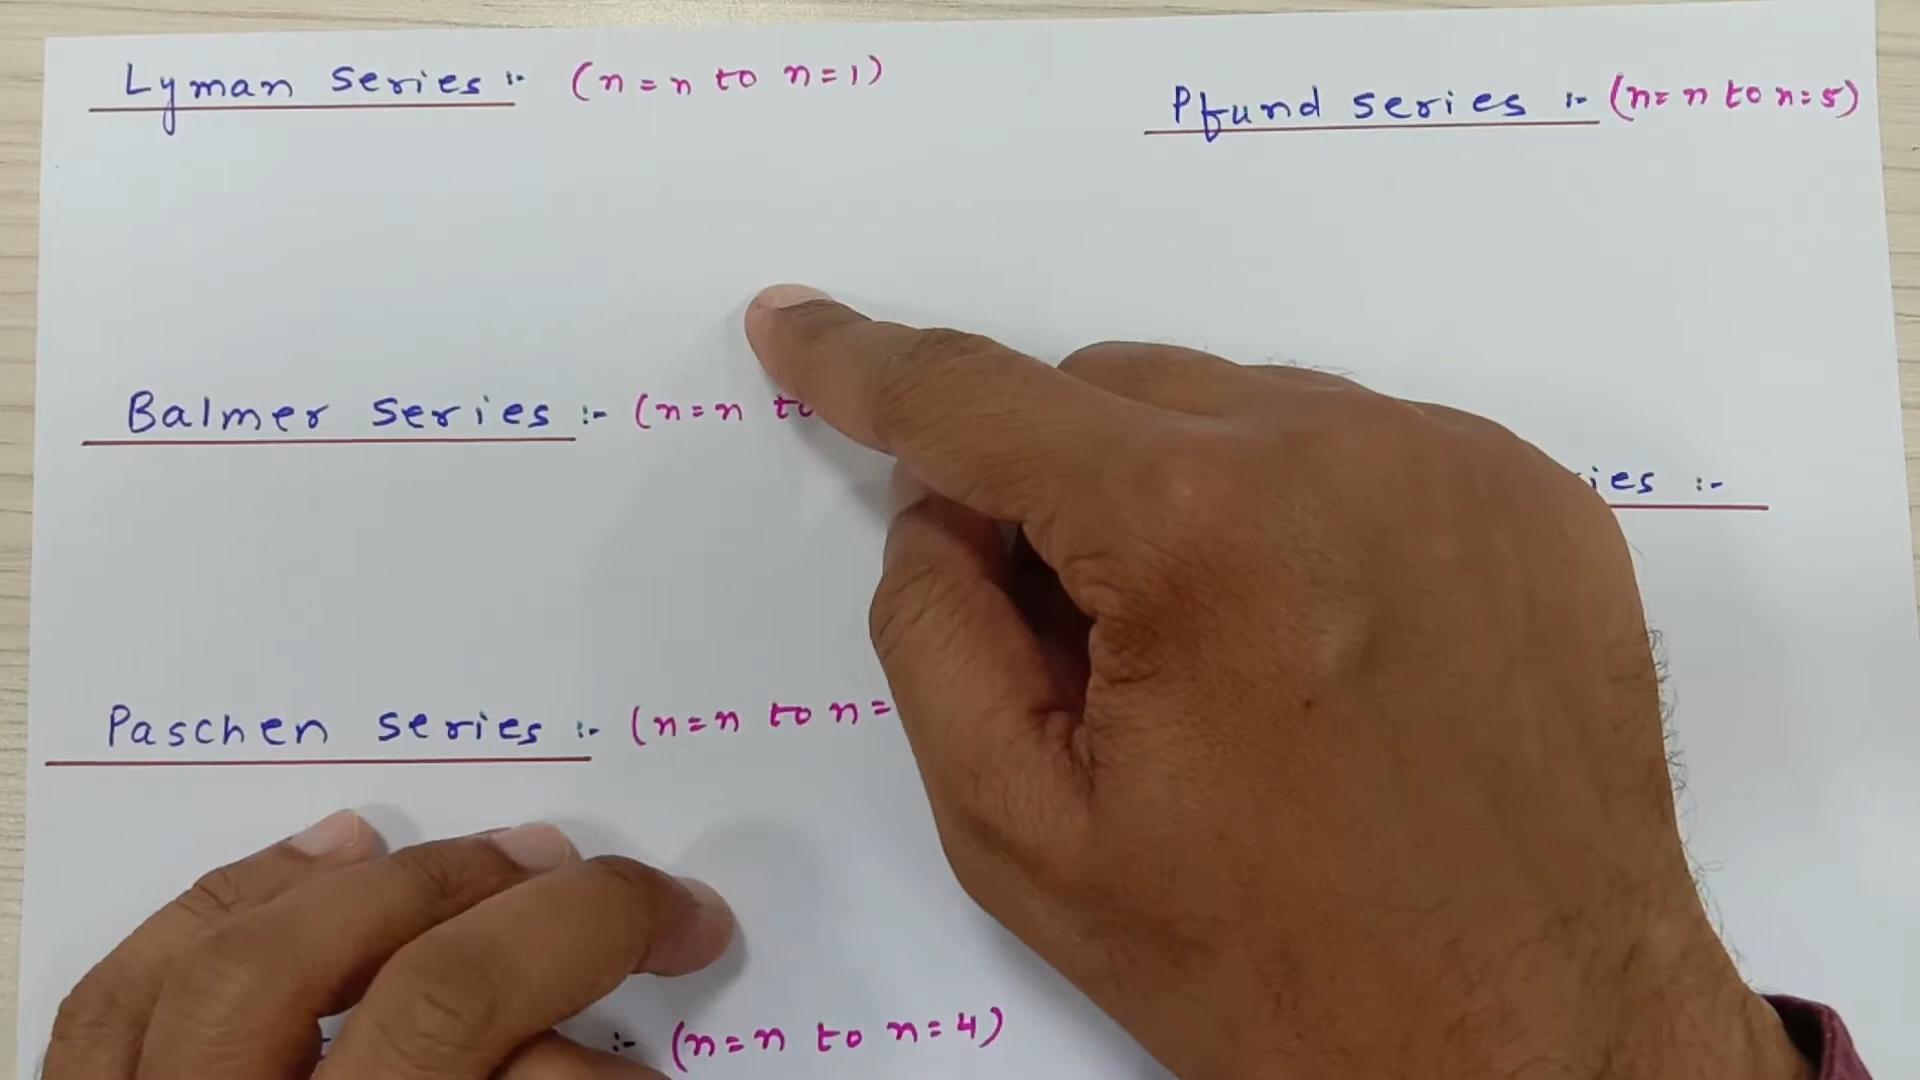 Lyman series :- (n = n to n = 1)
Balmer series :- (n = n to
Paschen series :- (n = n to n =
:- (n = n to n = 4)
Pfund series :- (n = n to n = 5)
ies :-